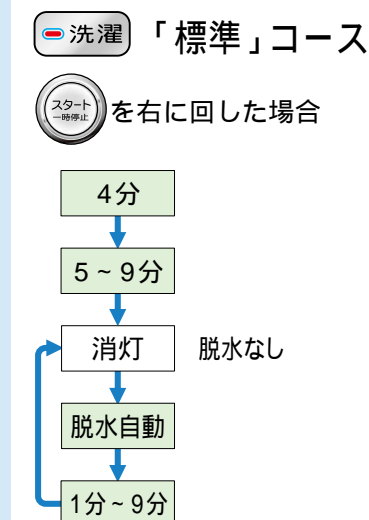 洗濯 「標準」コース
スタート
一時停止
を右に回した場合
4分
5~9分
消灯 脱水なし
脱水自動
1分~9分